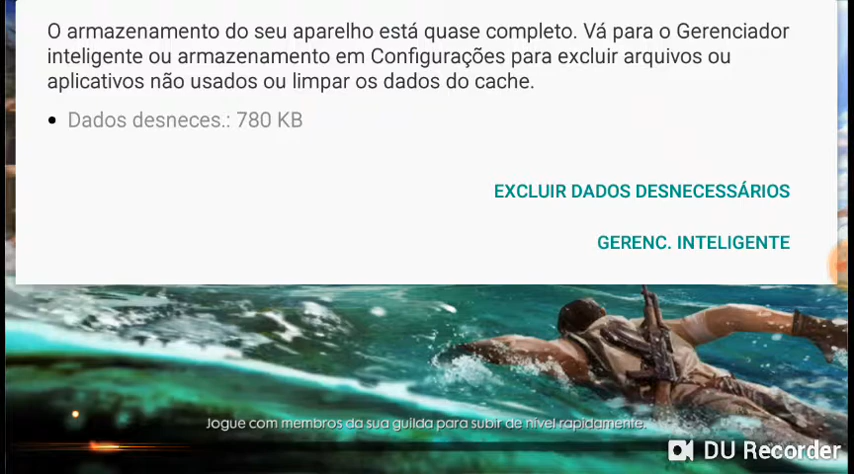 O armazenamento do seu aparelho está quase completo. Vá para o Gerenciador
inteligente ou armazenamento em Configurações para excluir arquivos ou
aplicativos não usados ou limpar os dados do cache.
• Dados desneces.: 780 KB
EXCLUIR DADOS DESNECESSÁRIOS
GERENC. INTELIGENTE
Jogue com membros da sua guilda para subir de nível rapidamente.
DU Recorder